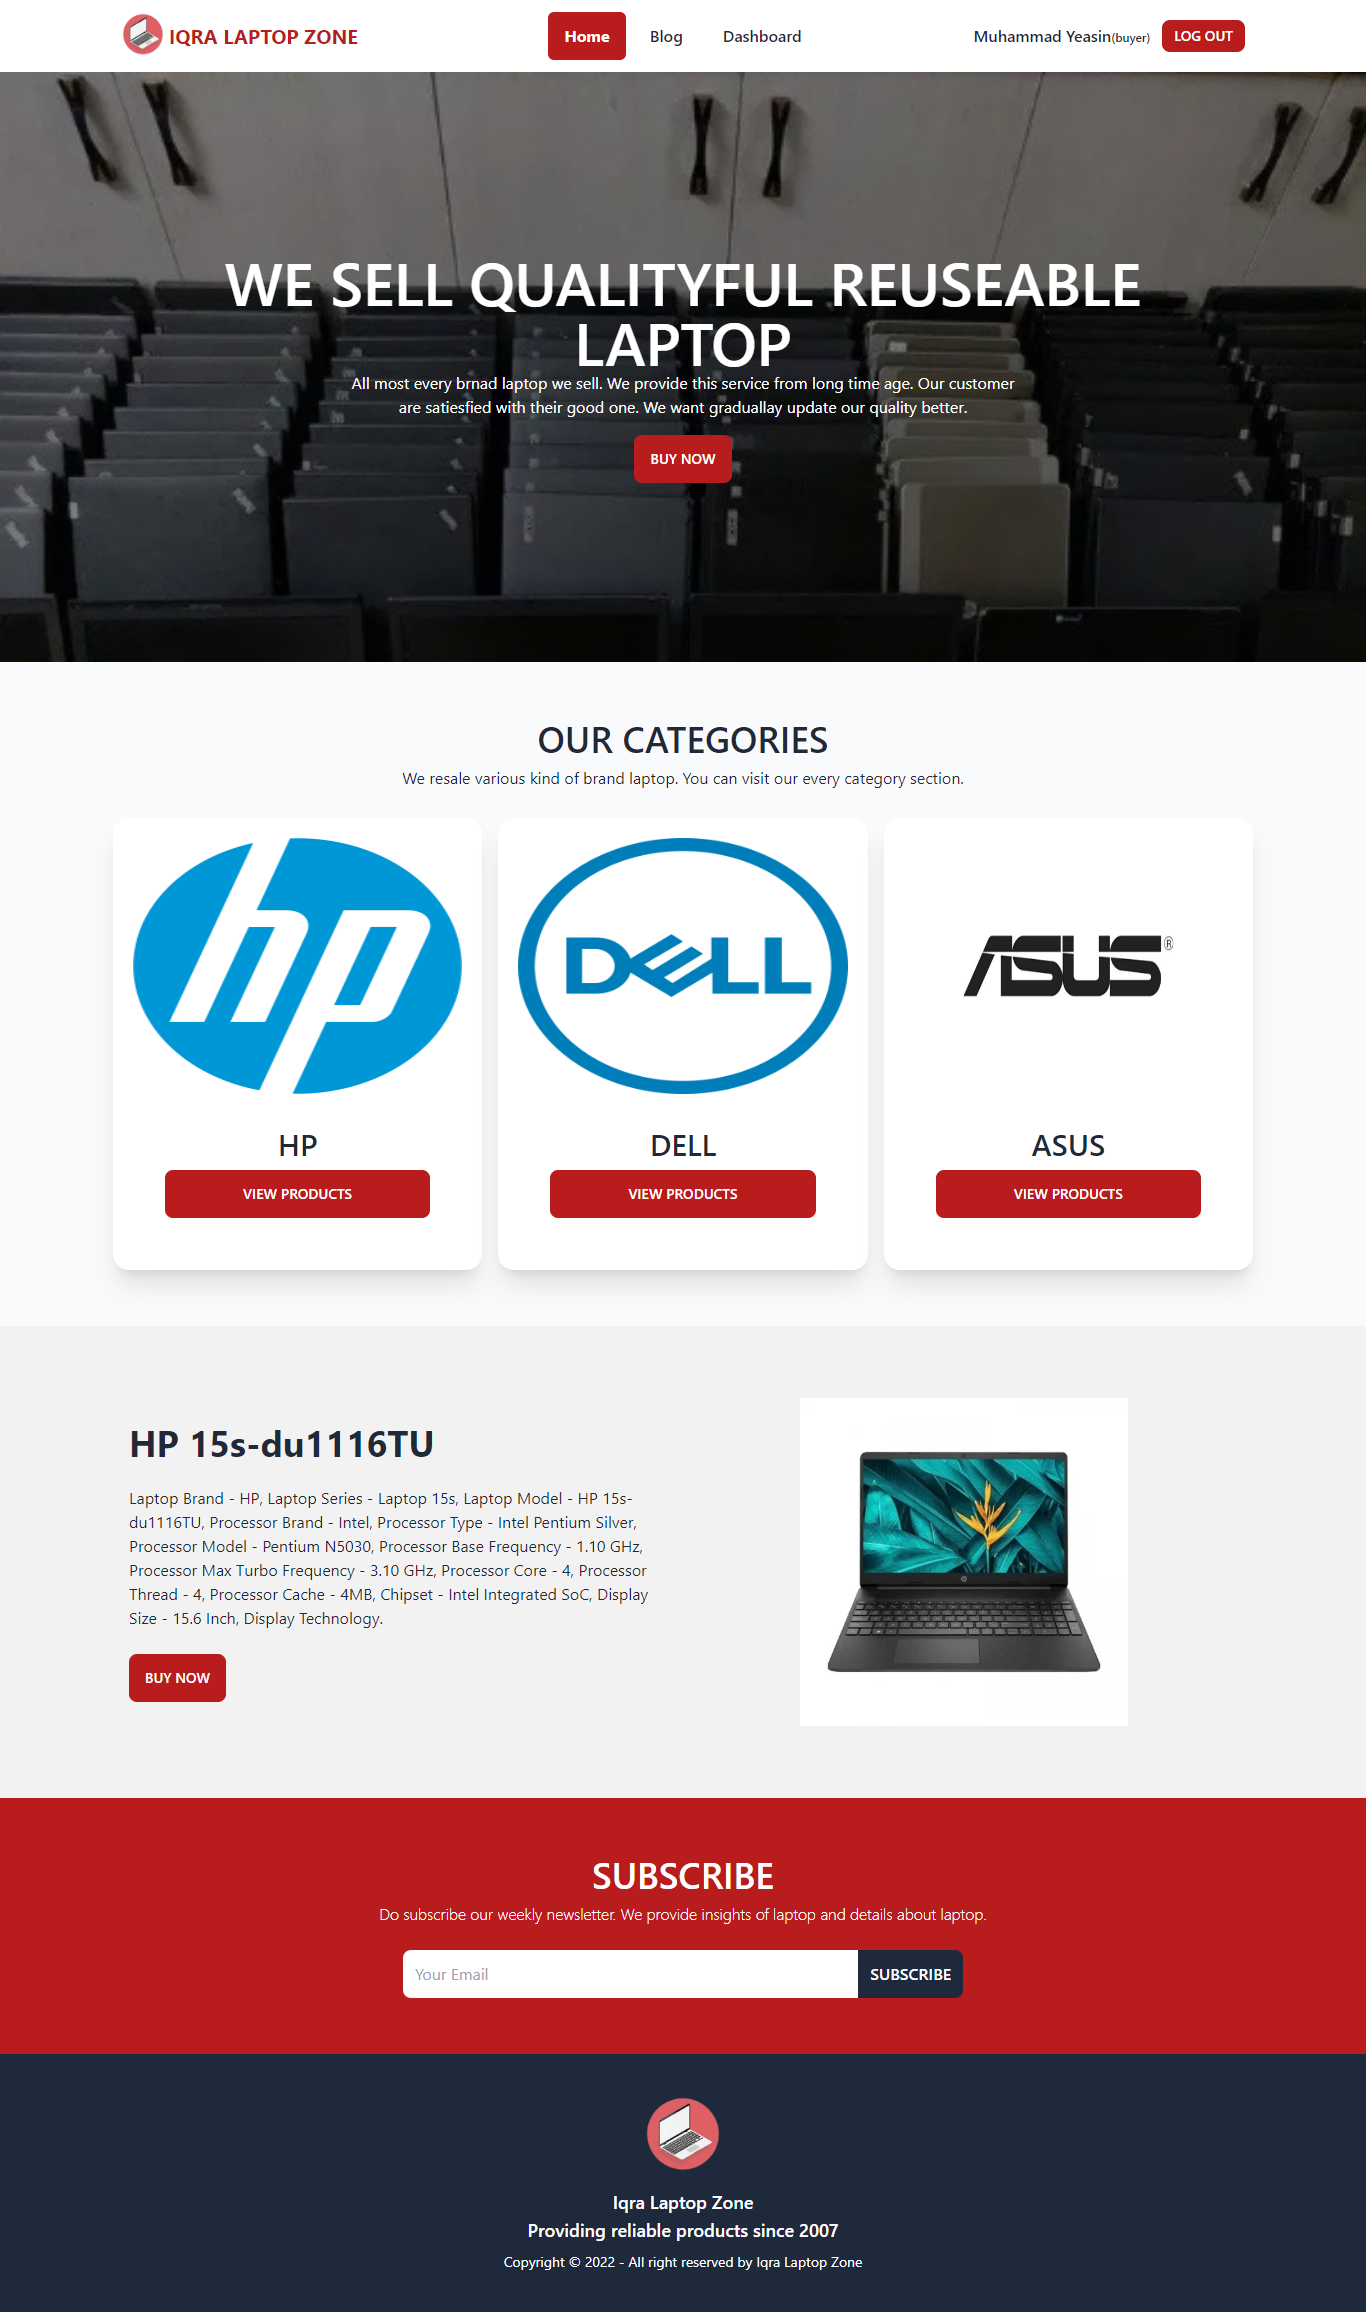 IQRA LAPTOP ZONE
Home
Blog
Dashboard
Muhammad Yeasin(buyer)
LOG OUT
WE SELL QUALITYFUL REUSEABLE
LAPTOP
All most every brnad laptop we sell. We provide this service from long time age. Our customer
are satiesfied with their good one. We want graduallay update our quality better.
BUY NOW
OUR CATEGORIES
We resale various kind of brand laptop. You can visit our every category section.
hp
DELL
ASUS®
HP
DELL
ASUS
VIEW PRODUCTS
VIEW PRODUCTS
VIEW PRODUCTS
HP 15s-du1116TU
Laptop Brand - HP, Laptop Series - Laptop 15s, Laptop Model - HP 15s-
du1116TU, Processor Brand - Intel, Processor Type - Intel Pentium Silver,
Processor Model - Pentium N5030, Processor Base Frequency - 1.10 GHz,
Processor Max Turbo Frequency - 3.10 GHz, Processor Core - 4, Processor
Thread - 4, Processor Cache - 4MB, Chipset - Intel Integrated SoC, Display
Size - 15.6 Inch, Display Technology.
BUY NOW
SUBSCRIBE
Do subscribe our weekly newsletter. We provide insights of laptop and details about laptop.
Your Email
SUBSCRIBE
Iqra Laptop Zone
Providing reliable products since 2007
Copyright © 2022 - All right reserved by Iqra Laptop Zone